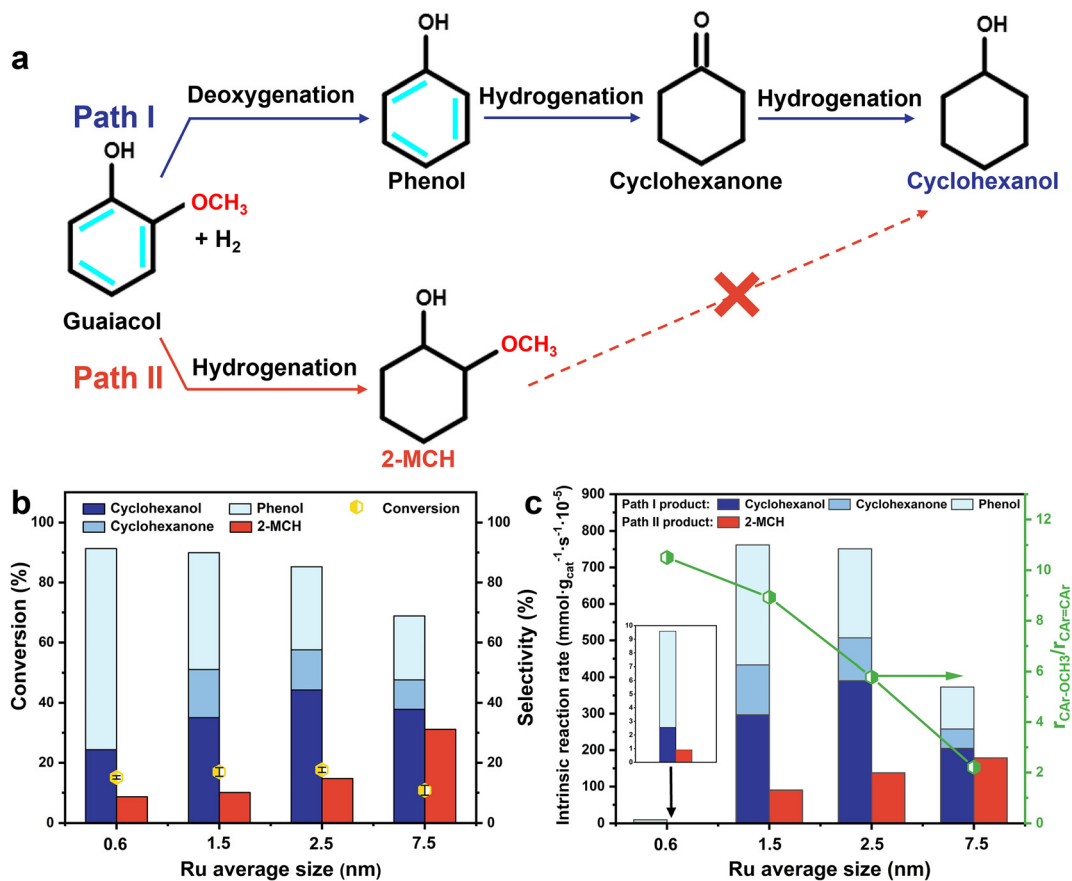 a
Path I
OH
OCH3
+ H2
Guaiacol
Deoxygenation
OH
Phenol
Hydrogenation
O
Cyclohexanone
Hydrogenation
OH
Cyclohexanol
Path II
Hydrogenation
OH
OCH3
2-MCH
b
Cyclohexanol
Phenol
Conversion
Cyclohexanone
2-MCH
Conversion (%)
100
80
60
40
20
0
Selectivity (%)
100
80
60
40
20
0
0.6
1.5
2.5
7.5
Ru average size (nm)
c
Path I product:
Cyclohexanol
Cyclohexanone
Phenol
Path II product:
2-MCH
Intrinsic reaction rate (mmol·gcat⁻¹·s⁻¹·10⁻⁵)
900
800
700
600
500
400
300
200
100
0
10
9
8
7
6
5
4
3
2
1
0
rCAr-OCH3/rCAr=CAr
12
10
8
6
4
2
0
0.6
1.5
2.5
7.5
Ru average size (nm)